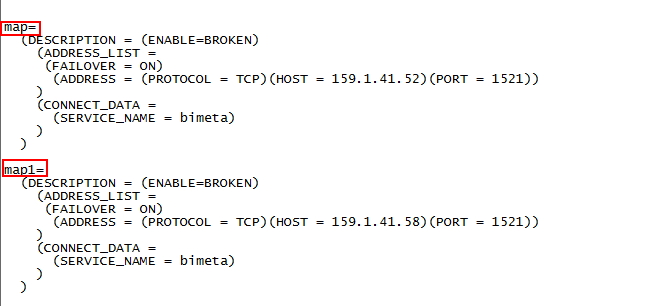 map=
(DESCRIPTION = (ENABLE=BROKEN)
(ADDRESS_LIST =
(FAILOVER = ON)
(ADDRESS = (PROTOCOL = TCP)(HOST = 159.1.41.52)(PORT = 1521))
)
(CONNECT_DATA =
(SERVICE_NAME = bimeta)
)
)
map1=
(DESCRIPTION = (ENABLE=BROKEN)
(ADDRESS_LIST =
(FAILOVER = ON)
(ADDRESS = (PROTOCOL = TCP)(HOST = 159.1.41.58)(PORT = 1521))
)
(CONNECT_DATA =
(SERVICE_NAME = bimeta)
)
)